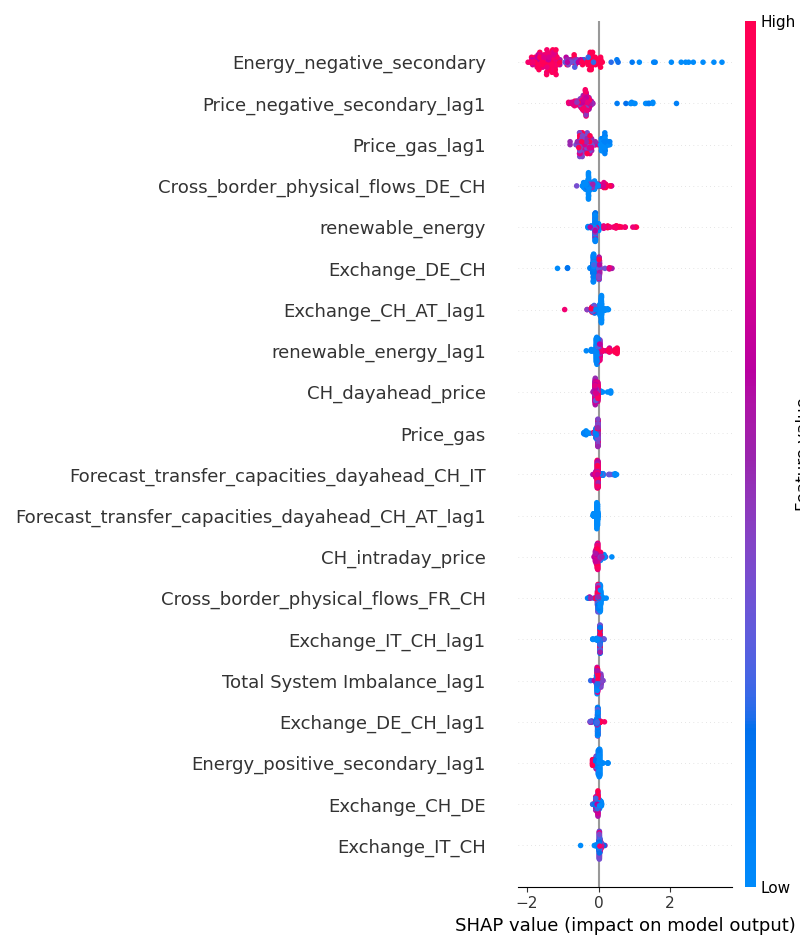 High
Energy_negative_secondary
Price_negative_secondary_lag1
Price_gas_lag1
Cross_border_physical_flows_DE_CH
renewable_energy
Exchange_DE_CH
Exchange_CH_AT_lag1
renewable_energy_lag1
CH_dayahead_price
Price_gas
Forecast_transfer_capacities_dayahead_CH_IT
Forecast_transfer_capacities_dayahead_CH_AT_lag1
CH_intraday_price
Cross_border_physical_flows_FR_CH
Exchange_IT_CH_lag1
Total System Imbalance_lag1
Exchange_DE_CH_lag1
Energy_positive_secondary_lag1
Exchange_CH_DE
Exchange_IT_CH
Low
−2 0 2
SHAP value (impact on model output)